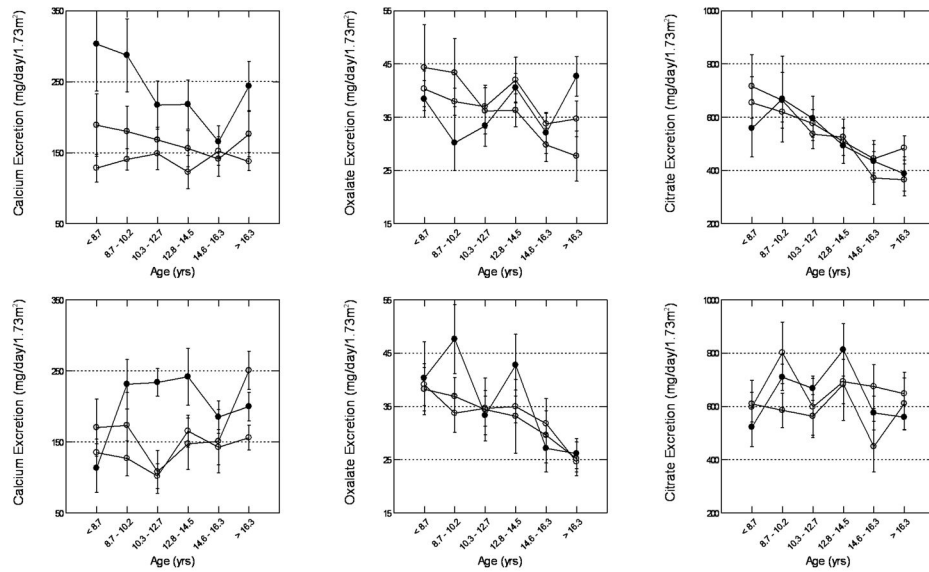 Calcium Excretion (mg/day/1.73m²)
350
250
150
50
< 8.7
8.7 - 10.2
10.3 - 12.7
12.8 - 14.5
14.6 - 16.3
> 16.3
Age (yrs)
Oxalate Excretion (mg/day/1.73m²)
45
35
25
15
< 8.7
8.7 - 10.2
10.3 - 12.7
12.8 - 14.5
14.6 - 16.3
> 16.3
Age (yrs)
Citrate Excretion (mg/day/1.73m²)
1000
800
600
400
200
< 8.7
8.7 - 10.2
10.3 - 12.7
12.8 - 14.5
14.6 - 16.3
> 16.3
Age (yrs)
Calcium Excretion (mg/day/1.73m²)
350
250
150
50
< 8.7
8.7 - 10.2
10.3 - 12.7
12.8 - 14.5
14.6 - 16.3
> 16.3
Age (yrs)
Oxalate Excretion (mg/day/1.73m²)
45
35
25
15
< 8.7
8.7 - 10.2
10.3 - 12.7
12.8 - 14.5
14.6 - 16.3
> 16.3
Age (yrs)
Citrate Excretion (mg/day/1.73m²)
1000
800
600
400
200
< 8.7
8.7 - 10.2
10.3 - 12.7
12.8 - 14.5
14.6 - 16.3
> 16.3
Age (yrs)